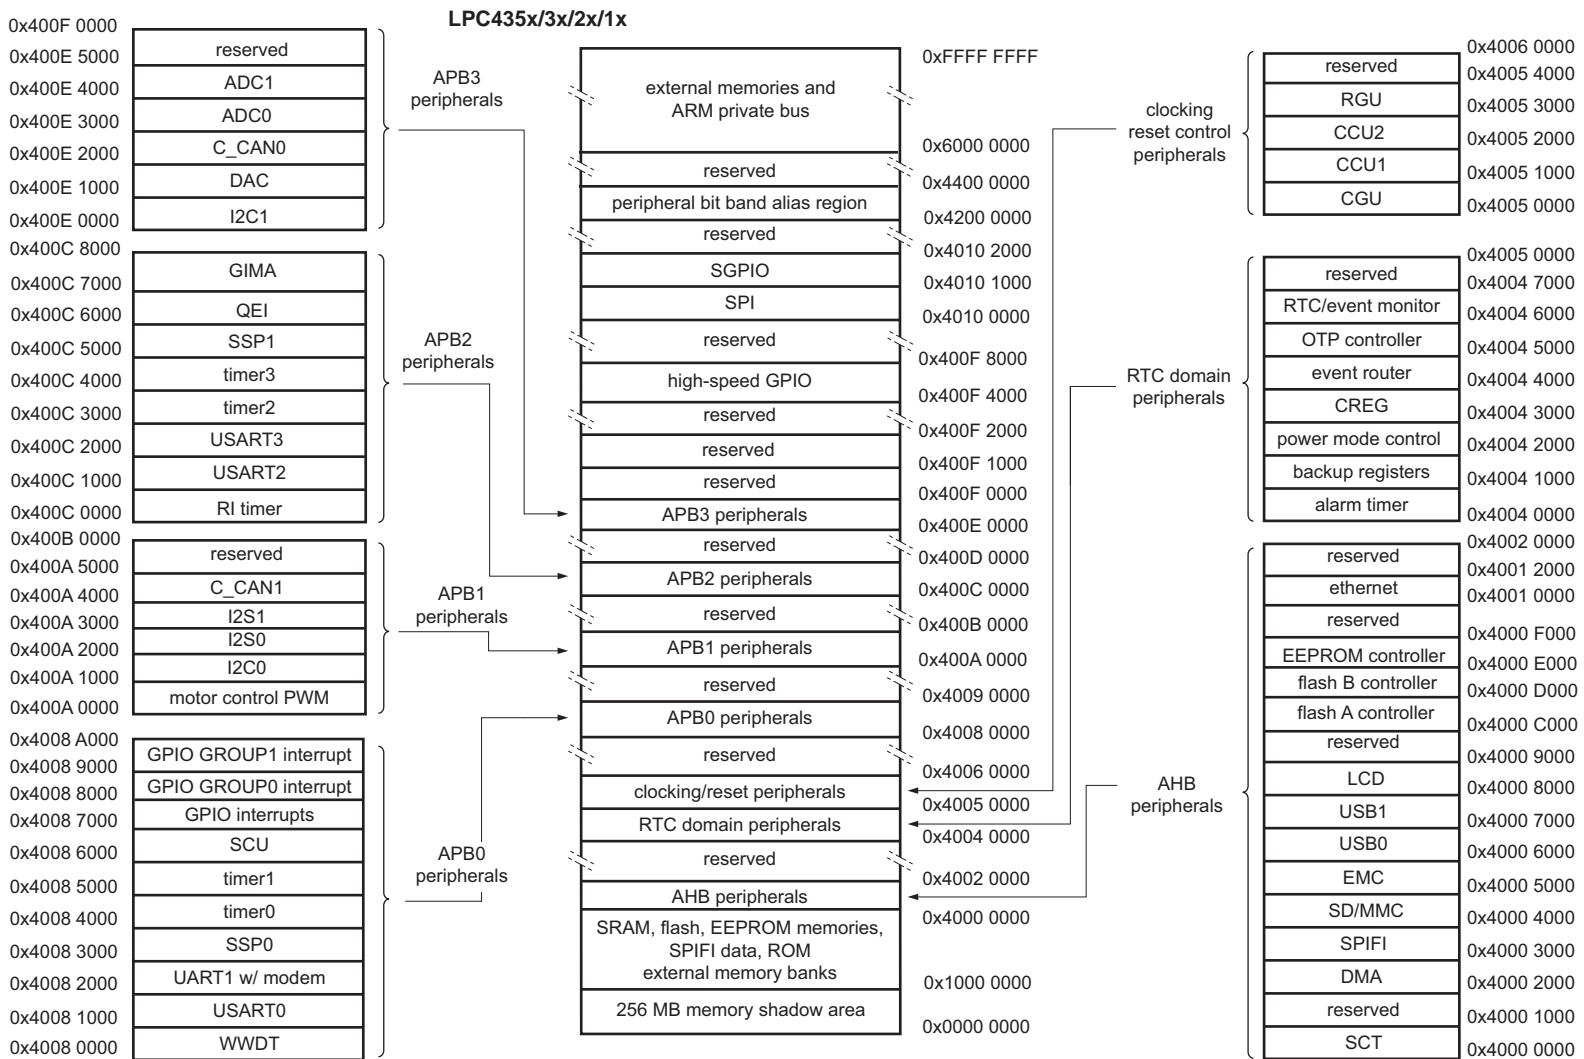 LPC435x/3x/2x/1x
0x400F 0000
reserved
0x400E 5000
ADC1
0x400E 4000
ADC0
0x400E 3000
C_CAN0
0x400E 2000
DAC
0x400E 1000
I2C1
0x400E 0000
APB3
peripherals
0x400C 8000
GIMA
0x400C 7000
QEI
0x400C 6000
SSP1
0x400C 5000
timer3
0x400C 4000
timer2
0x400C 3000
USART3
0x400C 2000
USART2
0x400C 1000
RI timer
0x400C 0000
APB2
peripherals
0x400B 0000
reserved
0x400A 5000
C_CAN1
0x400A 4000
I2S1
0x400A 3000
I2S0
0x400A 2000
I2C0
0x400A 1000
motor control PWM
0x400A 0000
APB1
peripherals
0x4008 A000
GPIO GROUP1 interrupt
0x4008 9000
GPIO GROUP0 interrupt
0x4008 8000
GPIO interrupts
0x4008 7000
SCU
0x4008 6000
timer1
0x4008 5000
timer0
0x4008 4000
SSP0
0x4008 3000
UART1 w/ modem
0x4008 2000
USART0
0x4008 1000
WWDT
0x4008 0000
APB0
peripherals
0xFFFF FFFF
external memories and
ARM private bus
0x6000 0000
reserved
0x4400 0000
peripheral bit band alias region
0x4200 0000
reserved
0x4010 2000
SGPIO
0x4010 1000
SPI
0x4010 0000
reserved
0x400F 8000
high-speed GPIO
0x400F 4000
reserved
0x400F 2000
reserved
0x400F 1000
reserved
0x400F 0000
APB3 peripherals
0x400E 0000
reserved
0x400D 0000
APB2 peripherals
0x400C 0000
reserved
0x400B 0000
APB1 peripherals
0x400A 0000
reserved
0x4009 0000
APB0 peripherals
0x4008 0000
reserved
0x4006 0000
clocking/reset peripherals
0x4005 0000
RTC domain peripherals
0x4004 0000
reserved
0x4002 0000
AHB peripherals
0x4000 0000
SRAM, flash, EEPROM memories,
SPIFI data, ROM
external memory banks
0x1000 0000
256 MB memory shadow area
0x0000 0000
clocking
reset control
peripherals
0x4006 0000
reserved
0x4005 4000
RGU
0x4005 3000
CCU2
0x4005 2000
CCU1
0x4005 1000
CGU
0x4005 0000
RTC domain
peripherals
0x4005 0000
reserved
0x4004 7000
RTC/event monitor
0x4004 6000
OTP controller
0x4004 5000
event router
0x4004 4000
CREG
0x4004 3000
power mode control
0x4004 2000
backup registers
0x4004 1000
alarm timer
0x4004 0000
AHB
peripherals
0x4002 0000
reserved
0x4001 2000
ethernet
0x4001 0000
reserved
0x4000 F000
EEPROM controller
0x4000 E000
flash B controller
0x4000 D000
flash A controller
0x4000 C000
reserved
0x4000 9000
LCD
0x4000 8000
USB1
0x4000 7000
USB0
0x4000 6000
EMC
0x4000 5000
SD/MMC
0x4000 4000
SPIFI
0x4000 3000
DMA
0x4000 2000
reserved
0x4000 1000
SCT
0x4000 0000